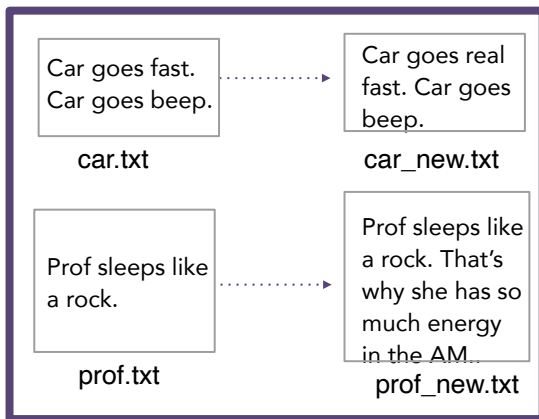 Car goes fast.
Car goes beep.
car.txt
Car goes real
fast. Car goes
beep.
car_new.txt
Prof sleeps like
a rock.
prof.txt
Prof sleeps like
a rock. That's
why she has so
much energy
in the AM..
prof_new.txt